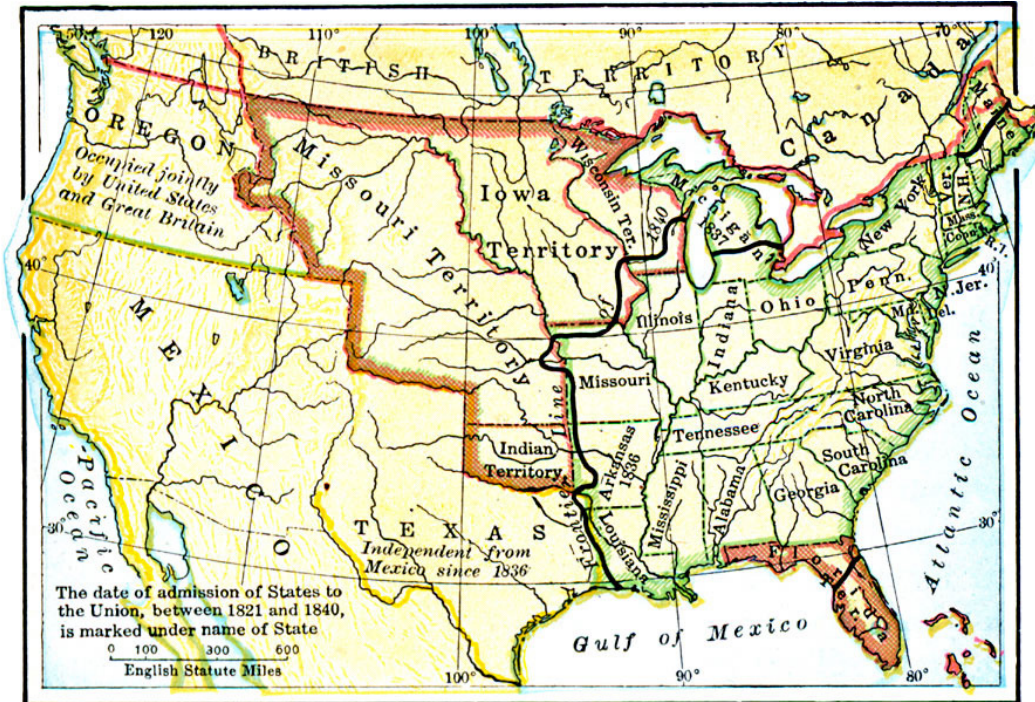 50°
120°
110°
100°
90°
80°
70°
50°
BRITISH TERRITORY
Canada
OREGON
Occupied jointly
by United States
and Great Britain
Missouri Territory
Iowa
Territory
Wisconsin Ter.
Michigan
1837
Maine
Ver.
N.H.
Mass.
Conn.
R.I.
New York
Penn.
N. Jer.
Md.
Del.
40°
40°
MEXICO
Frontier Line of 1840
Illinois
Indiana
Ohio
Virginia
Missouri
Kentucky
North
Carolina
Tennessee
South
Carolina
Indian
Territory
Arkansas
1836
Mississippi
Alabama
Georgia
Louisiana
Florida
Ter.
TEXAS
Independent from
Mexico since 1836
Pacific
Ocean
Atlantic Ocean
30°
30°
Gulf of Mexico
The date of admission of States to
the Union, between 1821 and 1840,
is marked under name of State
0 100 300 600
English Statute Miles
100°
90°
80°